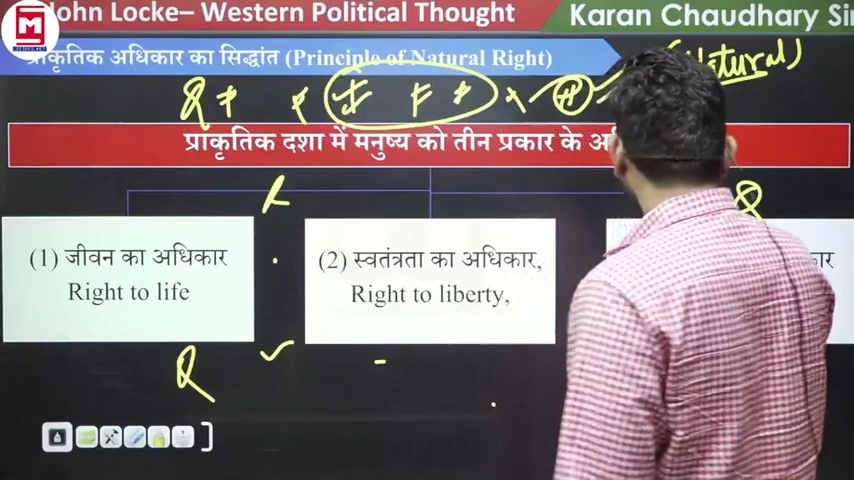 John Locke– Western Political Thought
Karan Chaudhary Sir
M
MOBISHIKSHA
प्राकृतिक अधिकार का सिद्धांत (Principle of Natural Right)
(Natural)
प्राकृतिक दशा में मनुष्य को तीन प्रकार के
(1) जीवन का अधिकार
Right to life
(2) स्वतंत्रता का अधिकार,
Right to liberty,